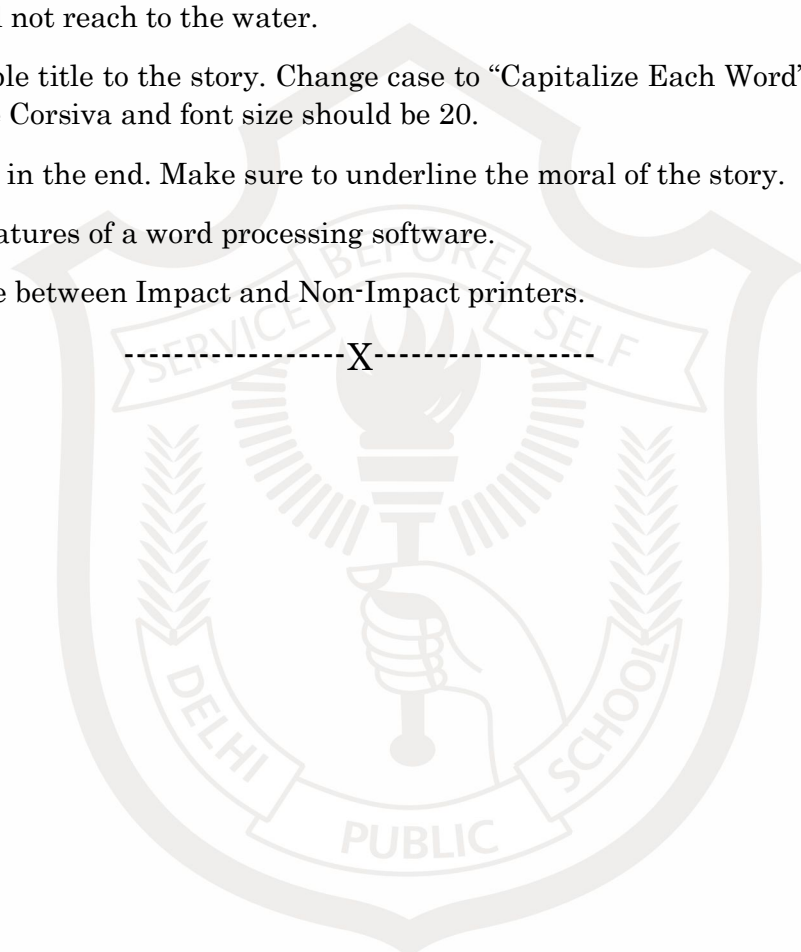 not reach to the water.
ble title to the story. Change case to “Capitalize Each Word”
Corsiva and font size should be 20.
in the end. Make sure to underline the moral of the story.
atures of a word processing software.
e between Impact and Non-Impact printers.
------------------X------------------
SERVICE BEFORE SELF
DELHI PUBLIC SCHOOL